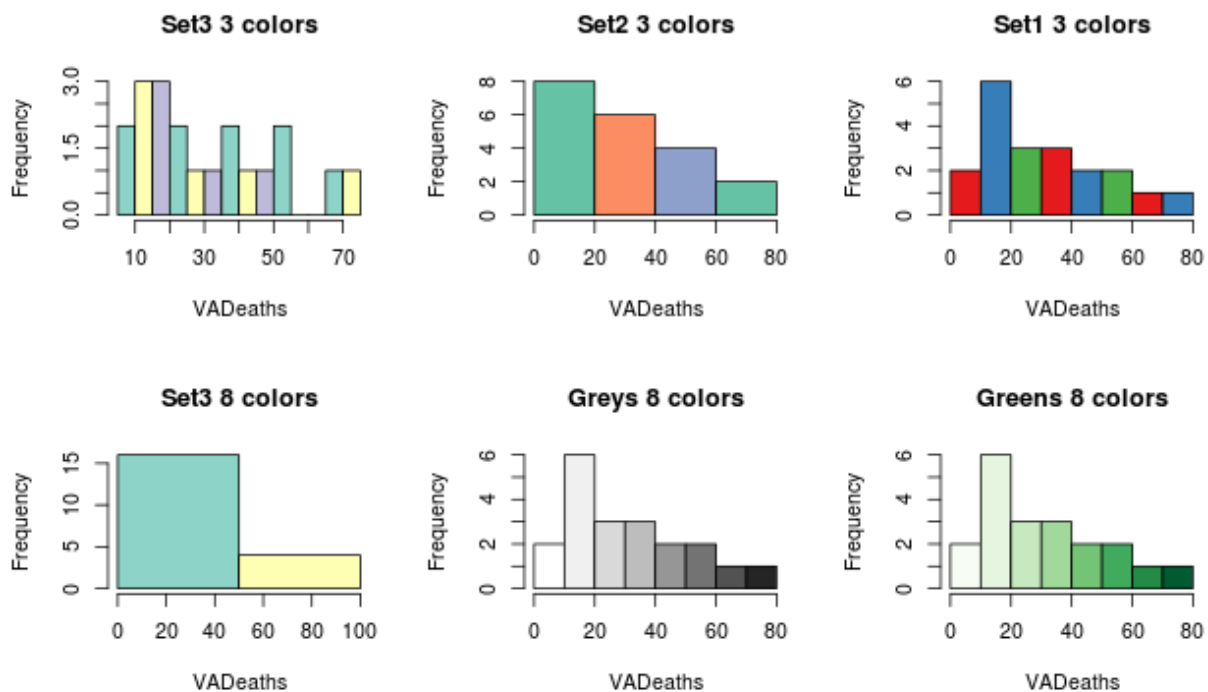 Set3 3 colors
Frequency
0.0 1.5 3.0
10 30 50 70
VADeaths
Set2 3 colors
Frequency
0 2 4 6 8
0 20 40 60 80
VADeaths
Set1 3 colors
Frequency
0 2 4 6
0 20 40 60 80
VADeaths
Set3 8 colors
Frequency
0 5 10 15
0 20 40 60 80 100
VADeaths
Greys 8 colors
Frequency
0 2 4 6
0 20 40 60 80
VADeaths
Greens 8 colors
Frequency
0 2 4 6
0 20 40 60 80
VADeaths